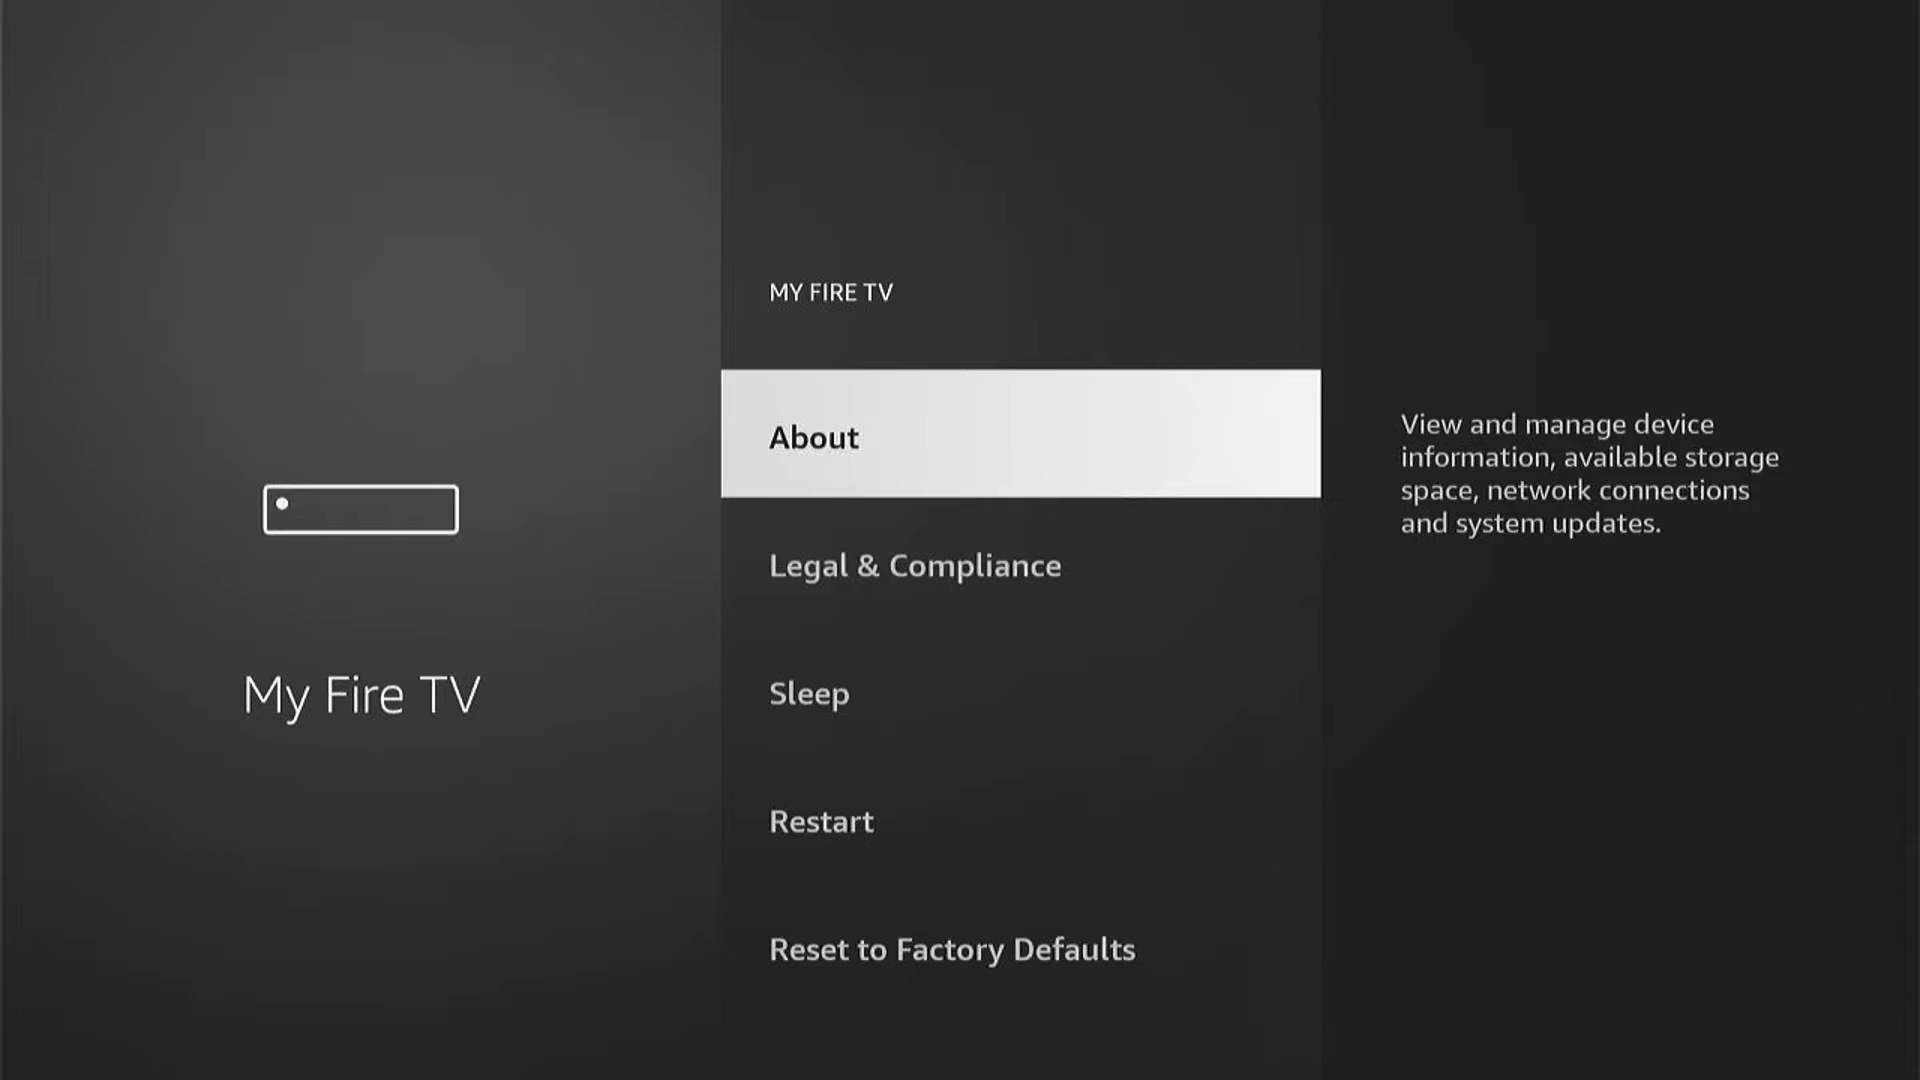 My Fire TV
MY FIRE TV
About
Legal & Compliance
Sleep
Restart
Reset to Factory Defaults
View and manage device
information, available storage
space, network connections
and system updates.